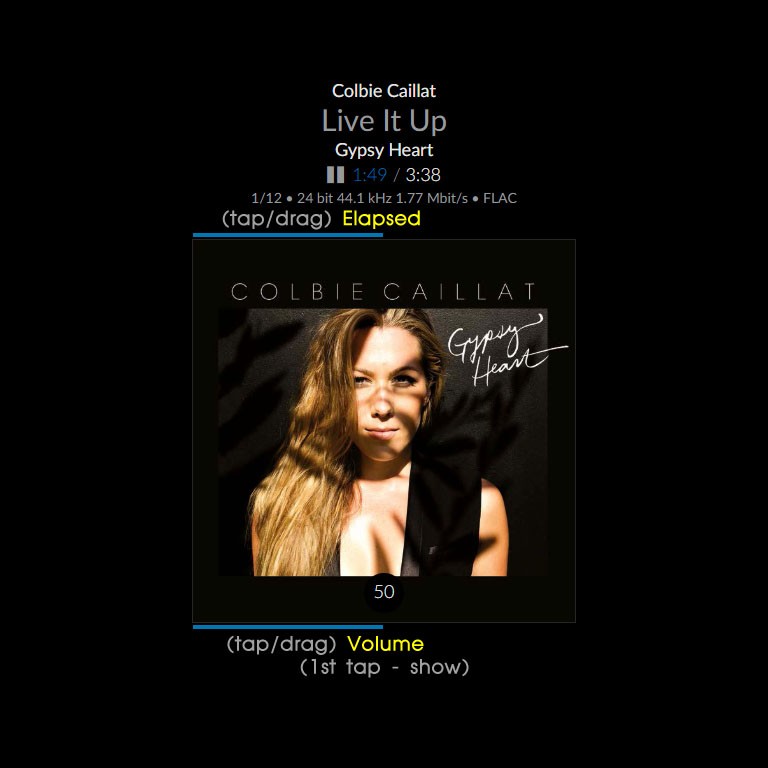 Colbie Caillat
Live It Up
Gypsy Heart
1:49 / 3:38
1/12 • 24 bit 44.1 kHz 1.77 Mbit/s • FLAC
(tap/drag) Elapsed
COLBIE CAILLAT
Gypsy
Heart
50
(tap/drag) Volume
(1st tap - show)